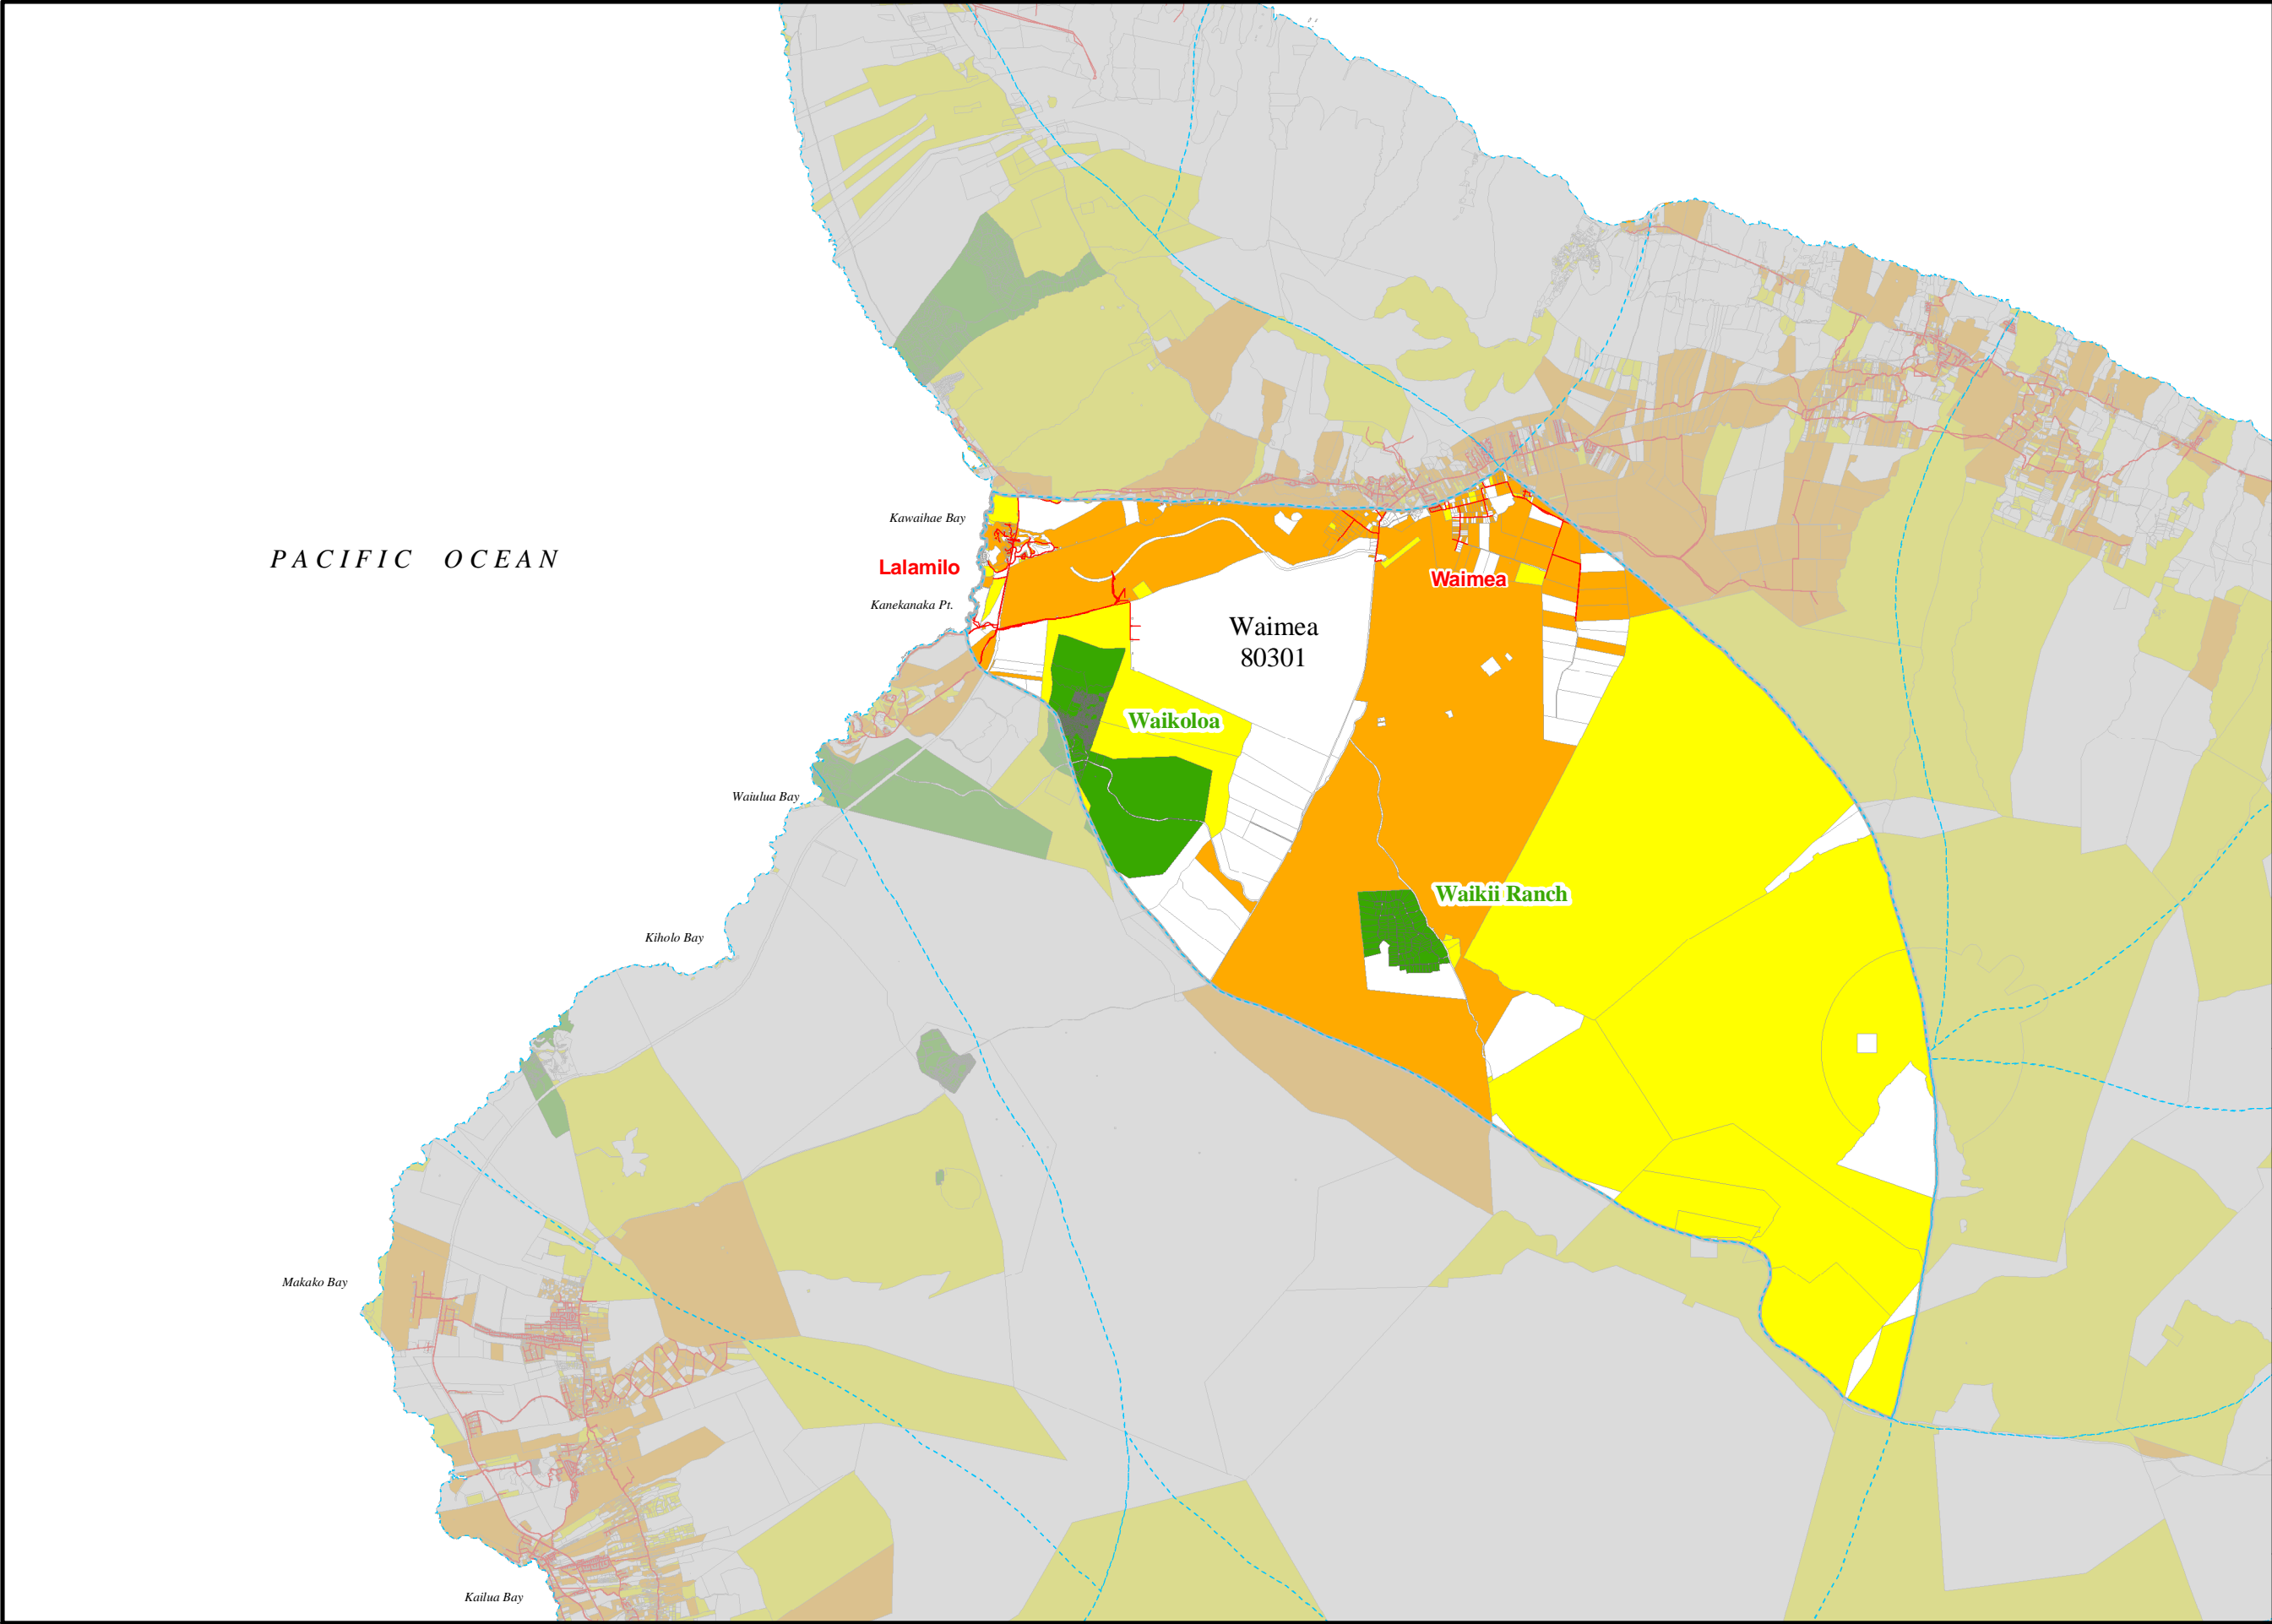 Kawaihae Bay
PACIFIC OCEAN
Lalamilo
Waimea
Kanekanaka Pt.
Waimea
80301
Waikoloa
Waiulua Bay
Waikii Ranch
Kiholo Bay
Makako Bay
Kailua Bay